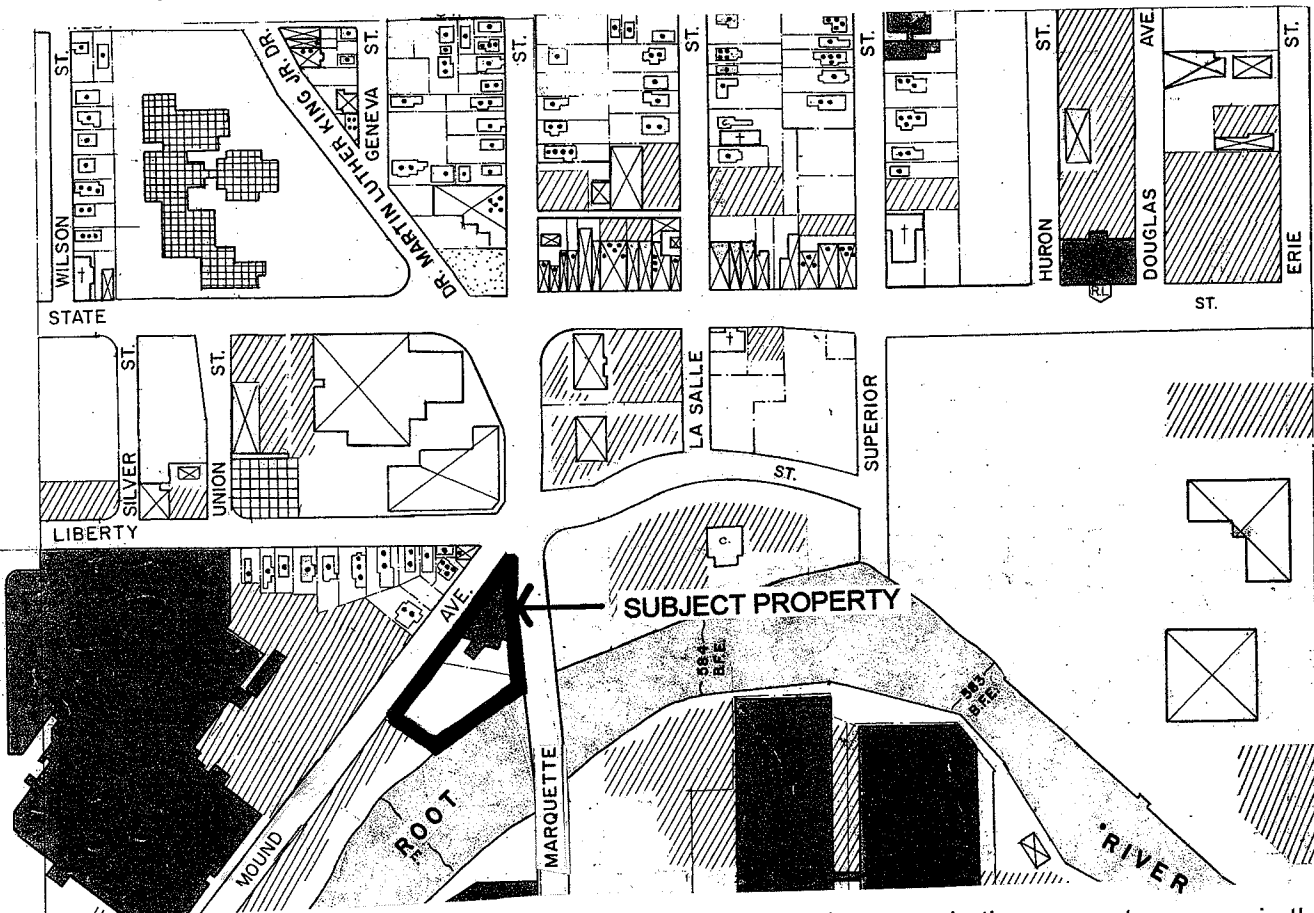 WILSON ST.
DR. MARTIN LUTHER KING JR. DR.
GENEVA ST.
ST.
ST.
ST.
HURON ST.
DOUGLAS AVE.
ERIE ST.
STATE
R.L.
ST.
SILVER ST.
UNION ST.
LA SALLE
SUPERIOR
ST.
LIBERTY
C.
MOUND AVE.
SUBJECT PROPERTY
584
B.F.E.
583
B.F.E.
MARQUETTE
ROOT
RIVER